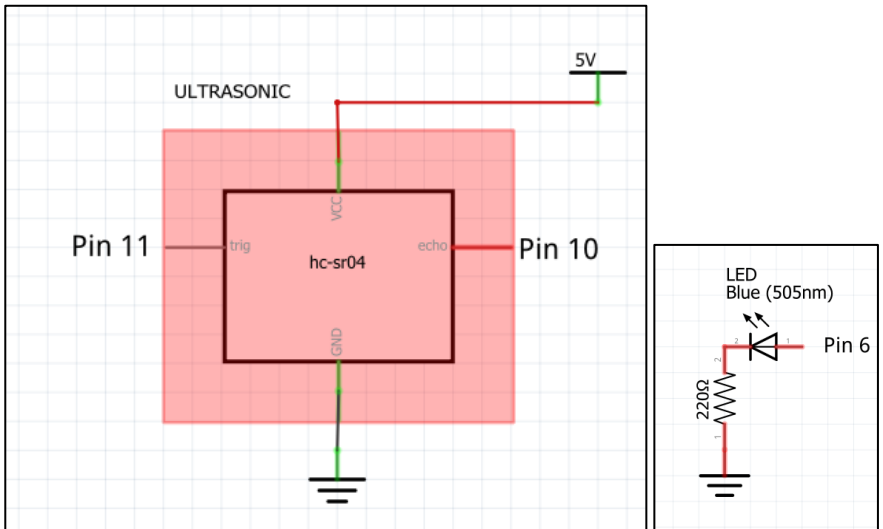 5V
ULTRASONIC
VCC
Pin 11
trig
echo
Pin 10
hc-sr04
GND
LED
Blue (505nm)
2
1
Pin 6
2
220Ω
1